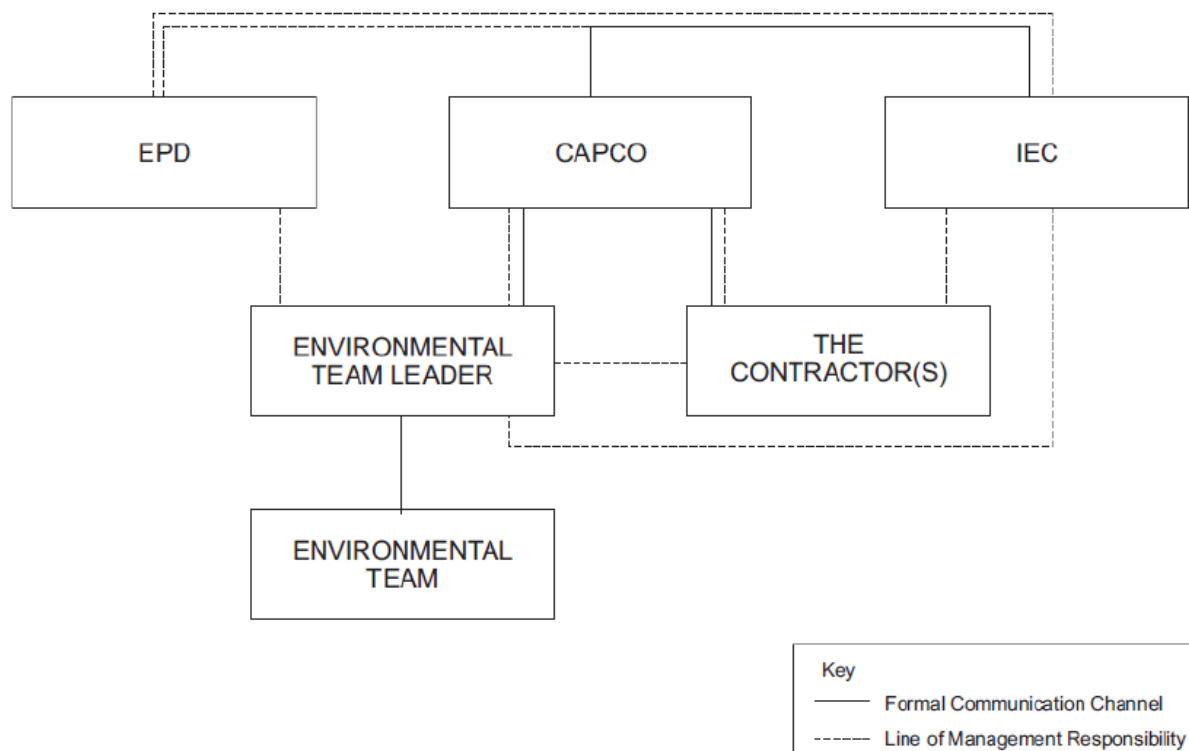 EPD
CAPCO
IEC
ENVIRONMENTAL
TEAM LEADER
THE
CONTRACTOR(S)
ENVIRONMENTAL
TEAM
Key
Formal Communication Channel
Line of Management Responsibility